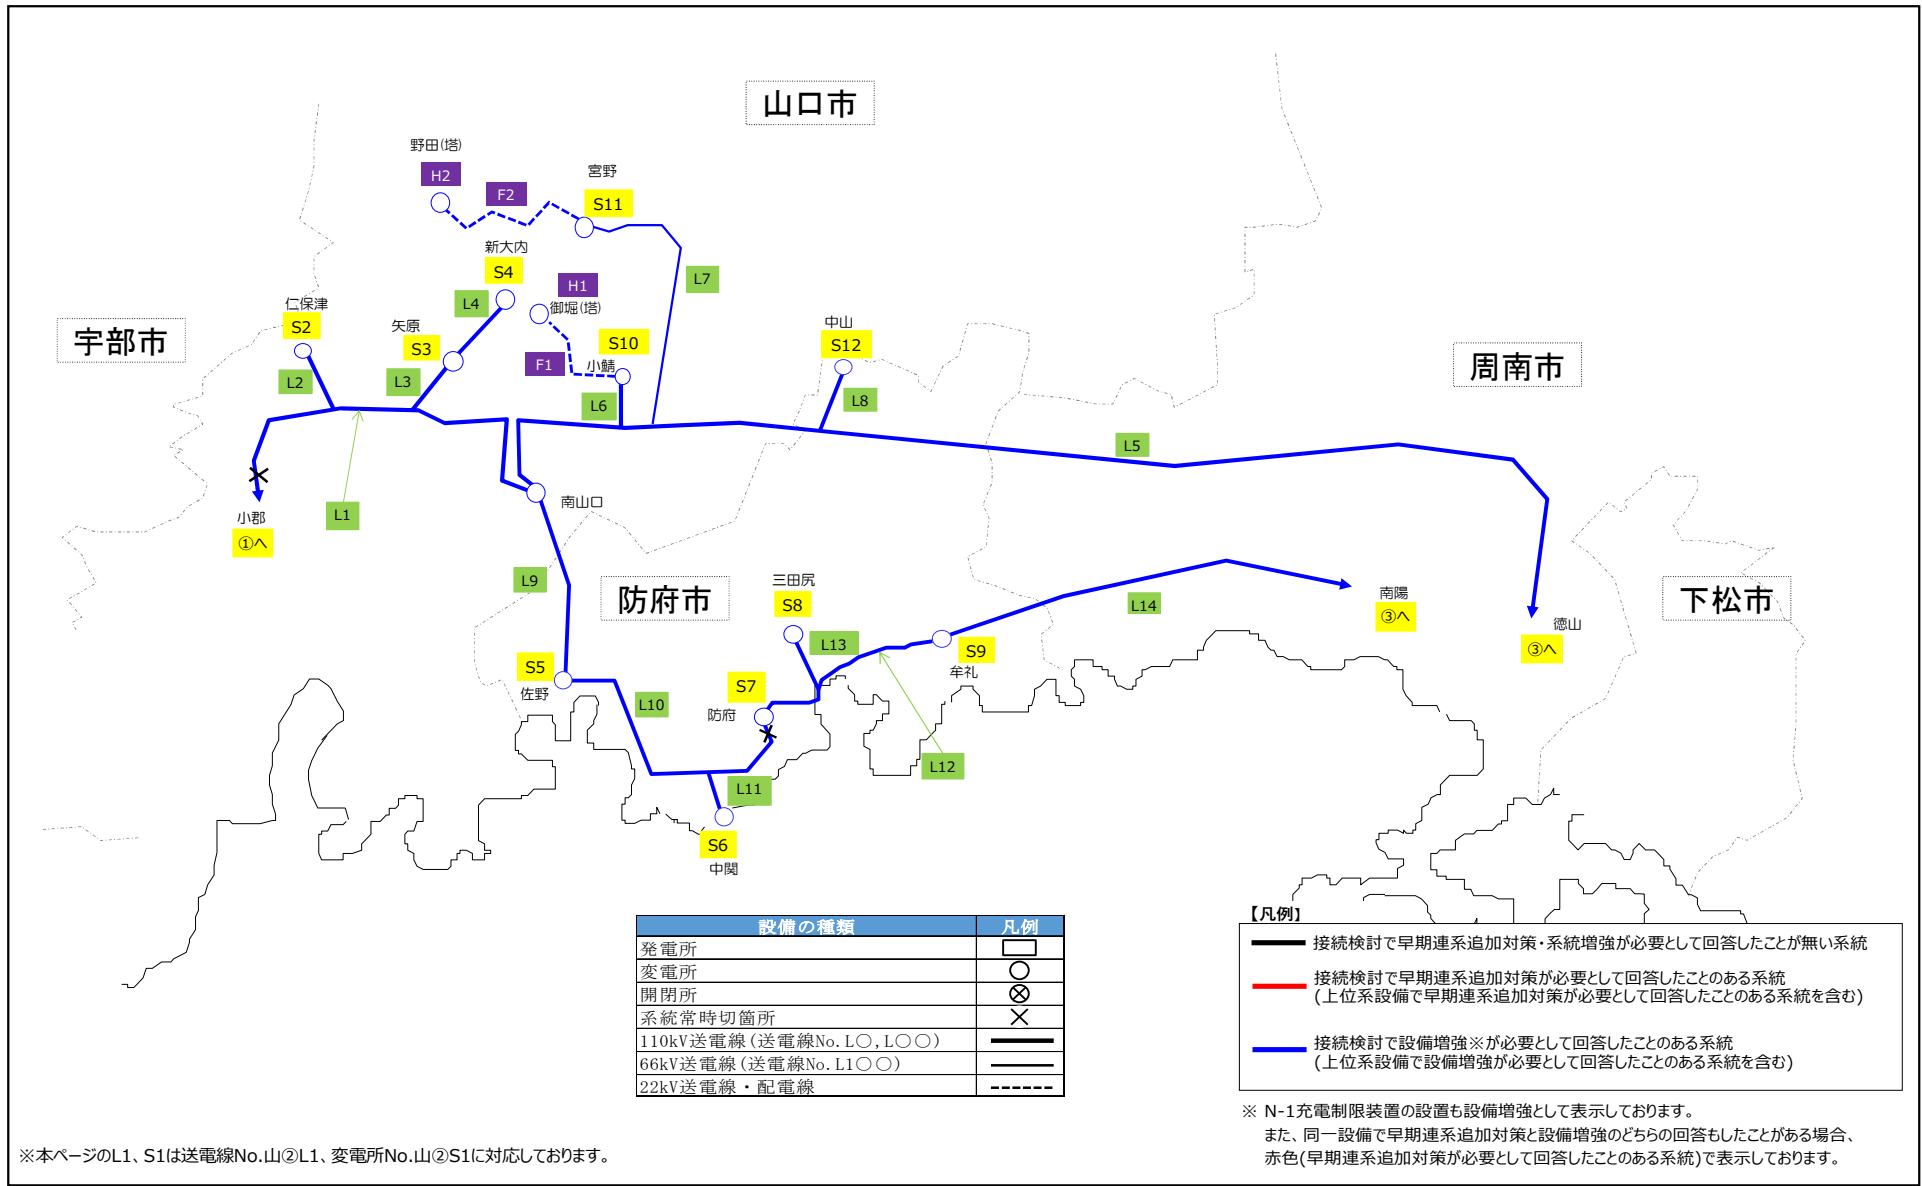 山口市
野田(塔)
H2
F2
宮野
S11
新大内
S4
L4
H1
御堀(塔)
L7
仁保津
S2
宇部市
矢原
S3
S10
小鯖
F1
中山
S12
周南市
L2
L3
L6
L8
L5
小郡
①へ
L1
南山口
L9
防府市
三田尻
S8
L13
L14
南陽
③へ
下松市
徳山
③へ
S5
佐野
L10
S7
防府
S9
牟礼
L12
L11
S6
中関
設備の種類 凡例
発電所
変電所
開閉所
系統常時切箇所
110kV送電線(送電線No.L○,L○○)
66kV送電線(送電線No.L1○○)
22kV送電線・配電線
【凡例】
接続検討で早期連系追加対策・系統増強が必要として回答したことが無い系統
接続検討で早期連系追加対策が必要として回答したことのある系統
(上位系設備で早期連系追加対策が必要として回答したことのある系統を含む)
接続検討で設備増強※が必要として回答したことのある系統
(上位系設備で設備増強が必要として回答したことのある系統を含む)
※ N-1充電制限装置の設置も設備増強として表示しております。
また、同一設備で早期連系追加対策と設備増強のどちらの回答もしたことがある場合、
赤色(早期連系追加対策が必要として回答したことのある系統)で表示しております。
※本ページのL1、S1は送電線No.山②L1、変電所No.山②S1に対応しております。